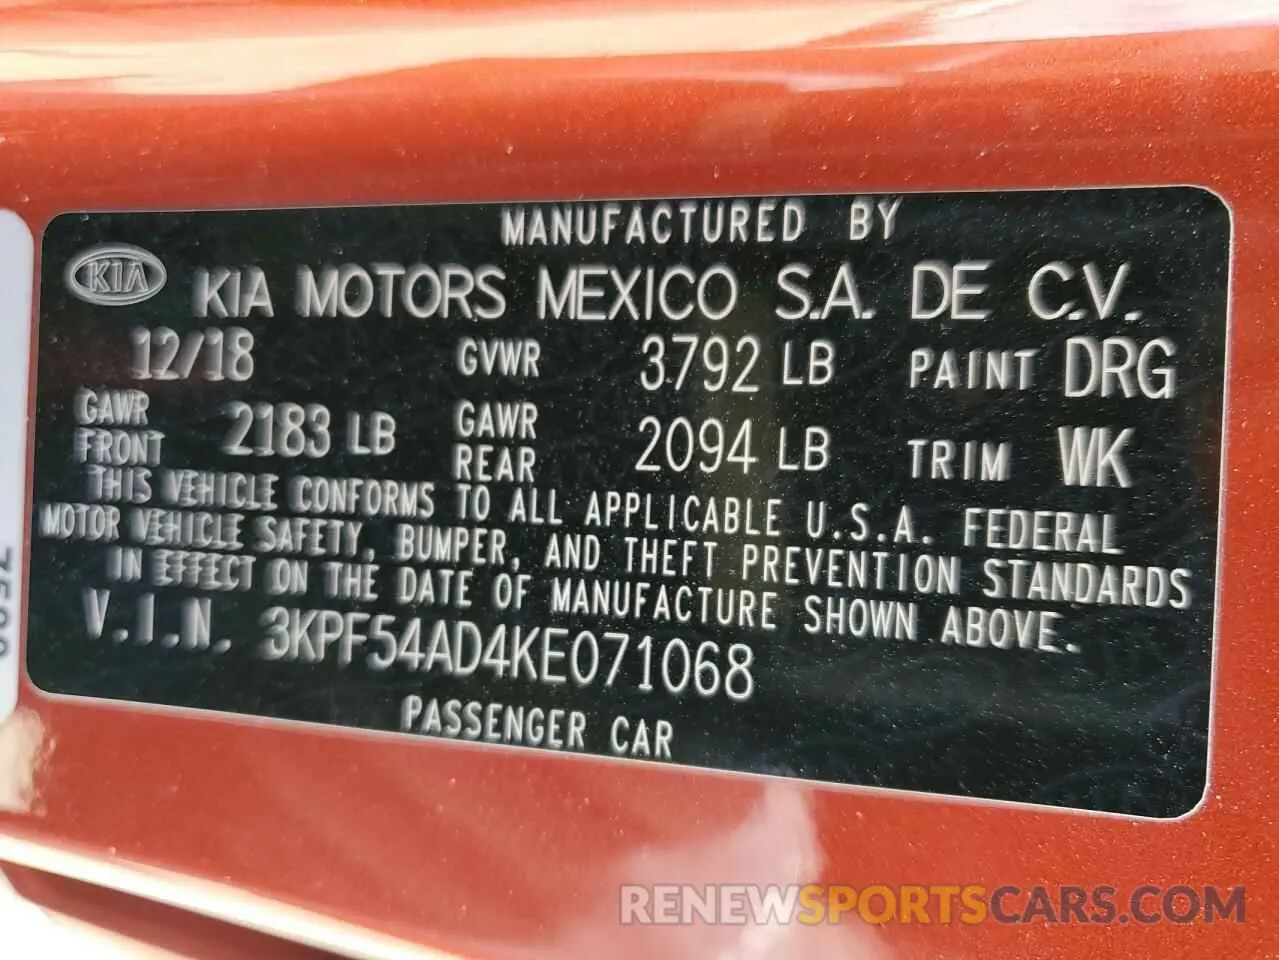 MANUFACTURED BY
KIA KIA MOTORS MEXICO S.A. DE C.V.
12/18 GVWR 3792 LB PAINT DRG
GAWR FRONT 2183 LB GAWR REAR 2094 LB TRIM WK
THIS VEHICLE CONFORMS TO ALL APPLICABLE U.S.A. FEDERAL
MOTOR VEHICLE SAFETY, BUMPER, AND THEFT PREVENTION STANDARDS
IN EFFECT ON THE DATE OF MANUFACTURE SHOWN ABOVE.
V.I.N. 3KPF54AD4KE071068
PASSENGER CAR
RENEWSPORTSCARS.COM